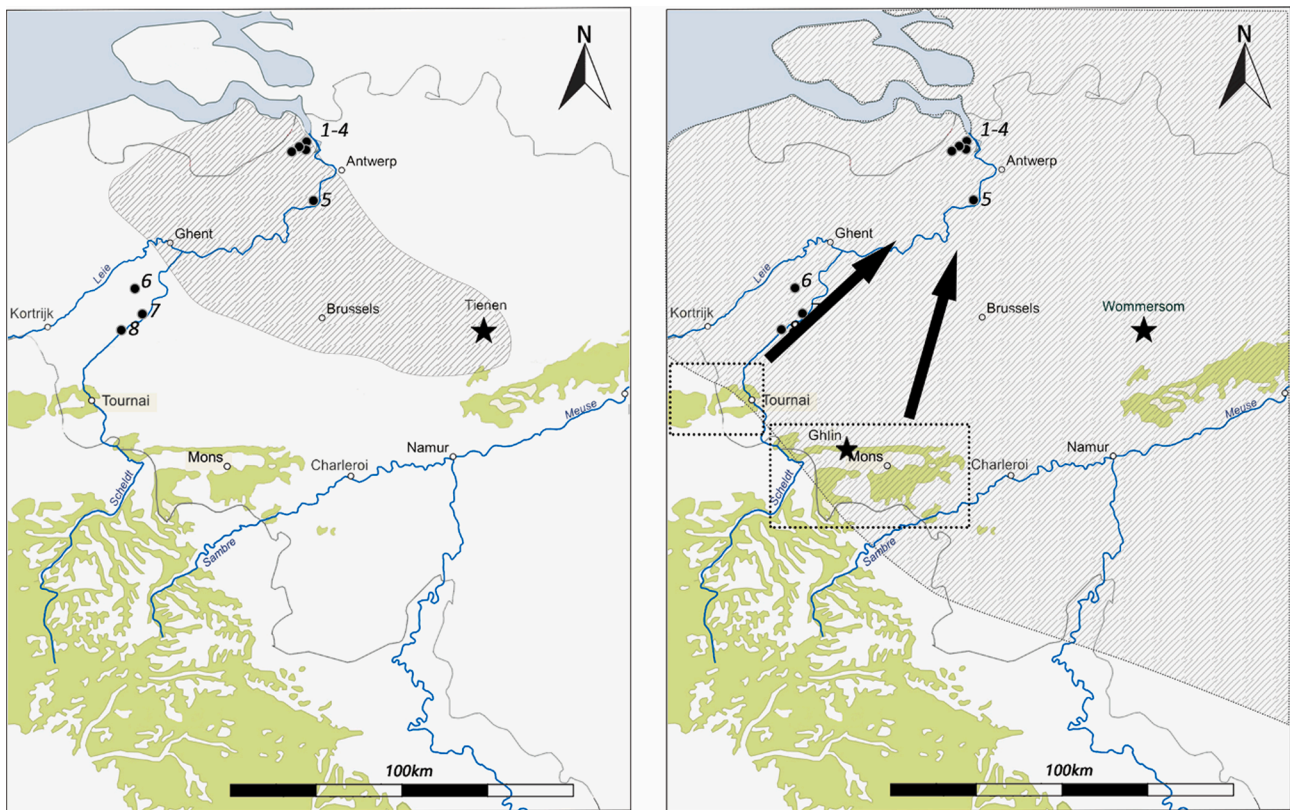 N
1-4
Antwerp
5
Ghent
Leie
6
7
8
Kortrijk
Brussels
Tienen
Tournai
Meuse
Mons
Charleroi
Namur
Scheldt
Sambre
100km
N
1-4
Antwerp
5
Ghent
Leie
6
7
8
Kortrijk
Brussels
Wommersom
Tournai
Meuse
Ghlin
Mons
Charleroi
Namur
Scheldt
Sambre
100km